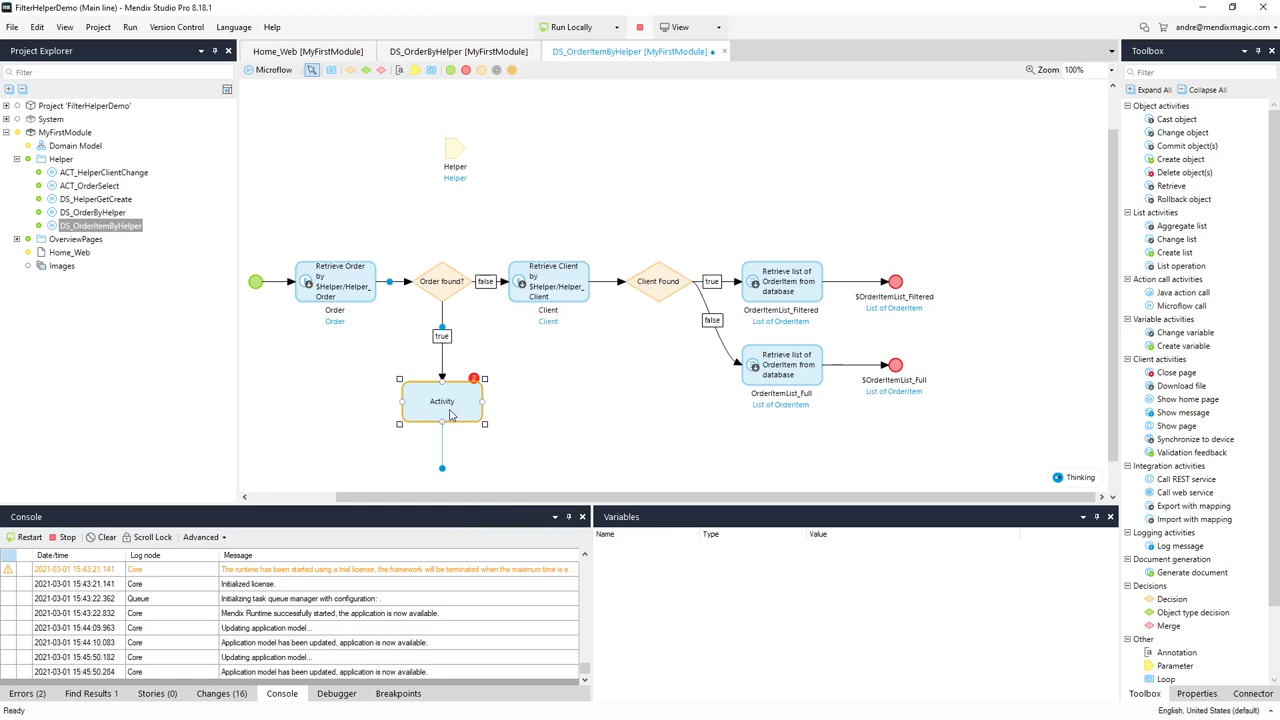 FilterHelperDemo (Main line) - Mendix Studio Pro 8.18.1
File Edit View Project Run Version Control Language Help
Run Locally
View
andre@mendixmagic.com
Project Explorer
Filter
Project 'FilterHelperDemo'
System
MyFirstModule
Domain Model
Helper
ACT_HelperClientChange
ACT_OrderSelect
DS_HelperGetCreate
DS_OrderByHelper
DS_OrderItemByHelper
OverviewPages
Home_Web
Images
Home_Web [MyFirstModule]
DS_OrderByHelper [MyFirstModule]
DS_OrderItemByHelper [MyFirstModule]
Microflow
Zoom 100%
Helper
Helper
Retrieve Order
by
$Helper/Helper_
Order
Order
Order
Order found?
false
true
Retrieve Client
by
$Helper/Helper_
Client
Client
Client
Client Found
true
false
Retrieve list of
OrderItem from
database
OrderItemList_Filtered
List of OrderItem
$OrderItemList_Filtered
List of OrderItem
Retrieve list of
OrderItem from
database
OrderItemList_Full
List of OrderItem
$OrderItemList_Full
List of OrderItem
2
Activity
Thinking
Toolbox
Filter
Expand All Collapse All
Object activities
Cast object
Change object
Commit object(s)
Create object
Delete object(s)
Retrieve
Rollback object
List activities
Aggregate list
Change list
Create list
List operation
Action call activities
Java action call
Microflow call
Variable activities
Change variable
Create variable
Client activities
Close page
Download file
Show home page
Show message
Show page
Synchronize to device
Validation feedback
Integration activities
Call REST service
Call web service
Export with mapping
Import with mapping
Logging activities
Log message
Document generation
Generate document
Decisions
Decision
Object type decision
Merge
Other
Annotation
Parameter
Loop
Toolbox Properties Connector
Console
Restart Stop Clear Scroll Lock Advanced
Date/time Log node Message
2021-03-01 15:43:21.141 Core The runtime has been started using a trial license, the framework will be terminated when the maximum time is e...
2021-03-01 15:43:21.141 Core Initialized license.
2021-03-01 15:43:22.362 Queue Initializing task queue manager with configuration: .
2021-03-01 15:43:22.832 Core Mendix Runtime successfully started, the application is now available.
2021-03-01 15:44:09.963 Core Updating application model...
2021-03-01 15:44:10.083 Core Application model has been updated, application is now available.
2021-03-01 15:45:50.182 Core Updating application model...
2021-03-01 15:45:50.284 Core Application model has been updated, application is now available.
Variables
Name Type Value
Errors (2) Find Results 1 Stories (0) Changes (16) Console Debugger Breakpoints
Ready
English, United States (default)